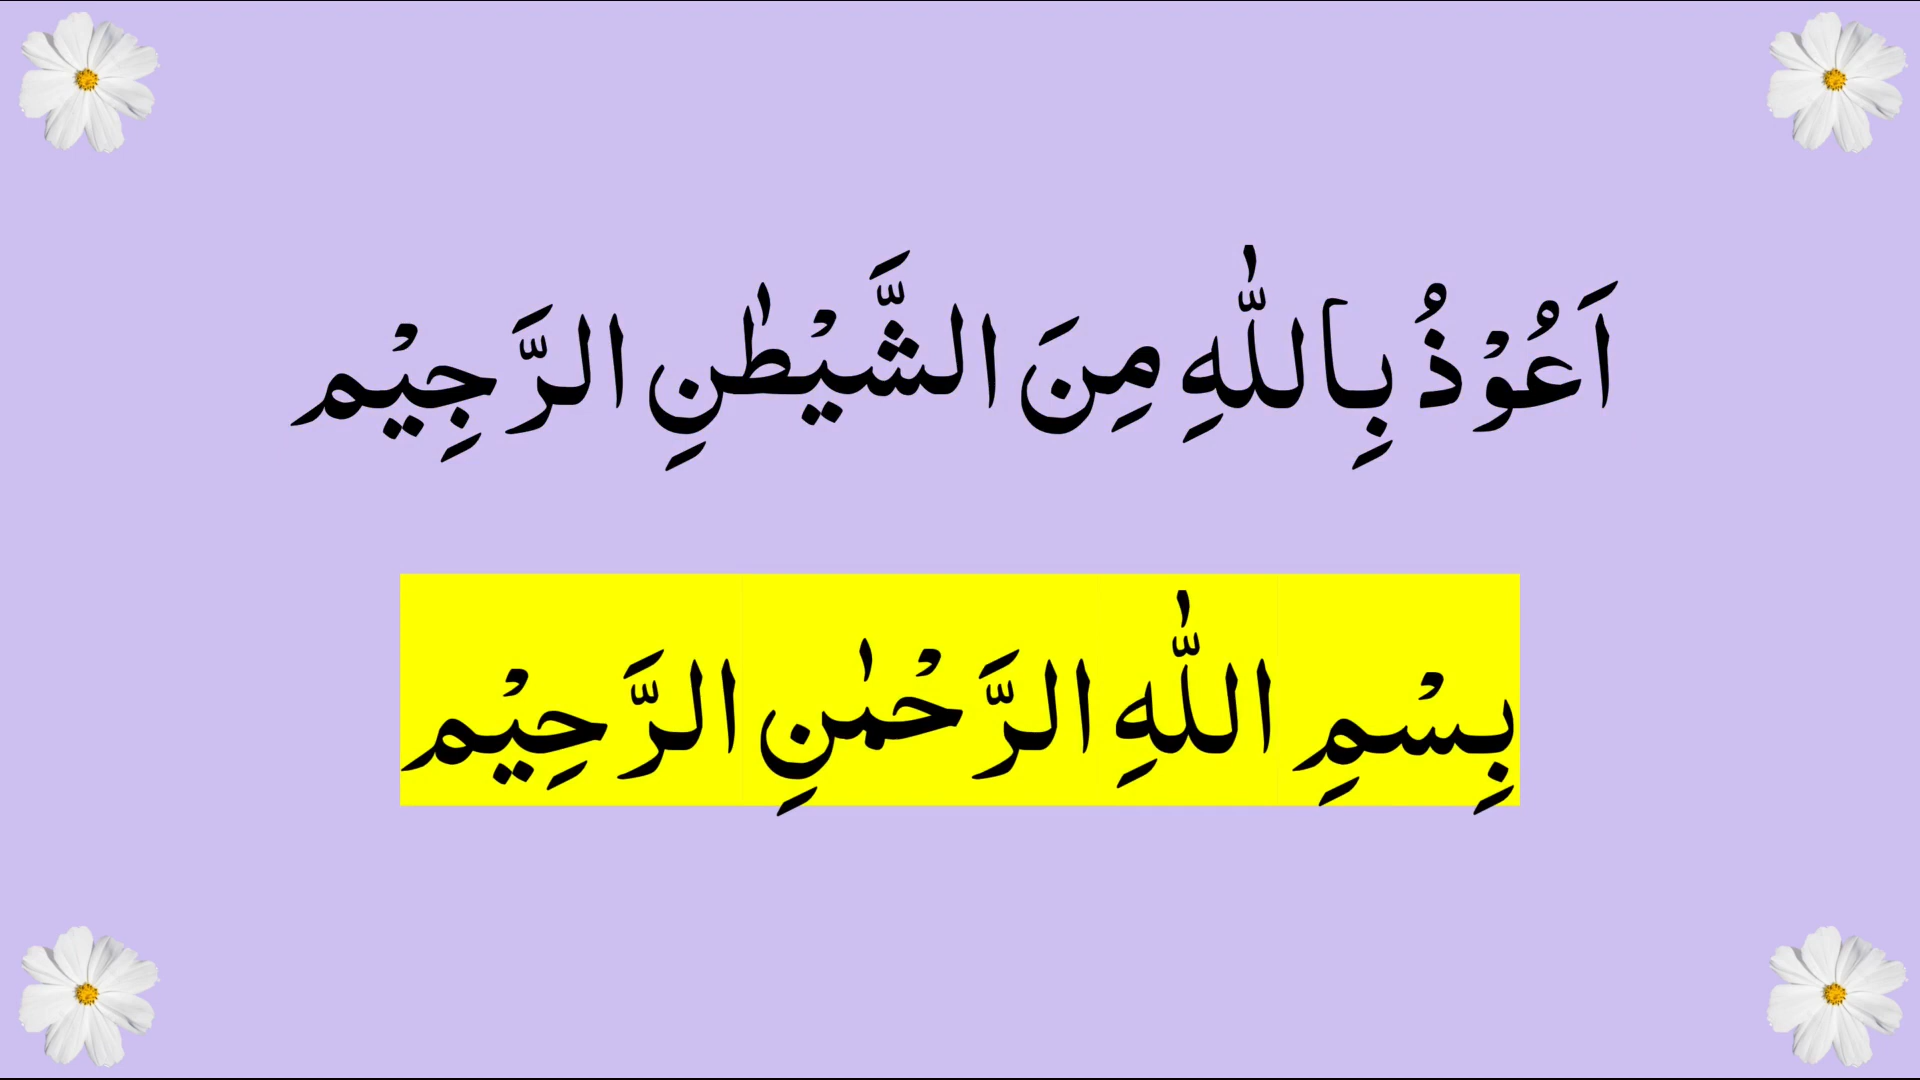 اَعُوْذُ بِاللّٰهِ مِنَ الشَّيْطٰنِ الرَّجِيْم
بِسْمِ اللّٰهِ الرَّحْمٰنِ الرَّحِيْم